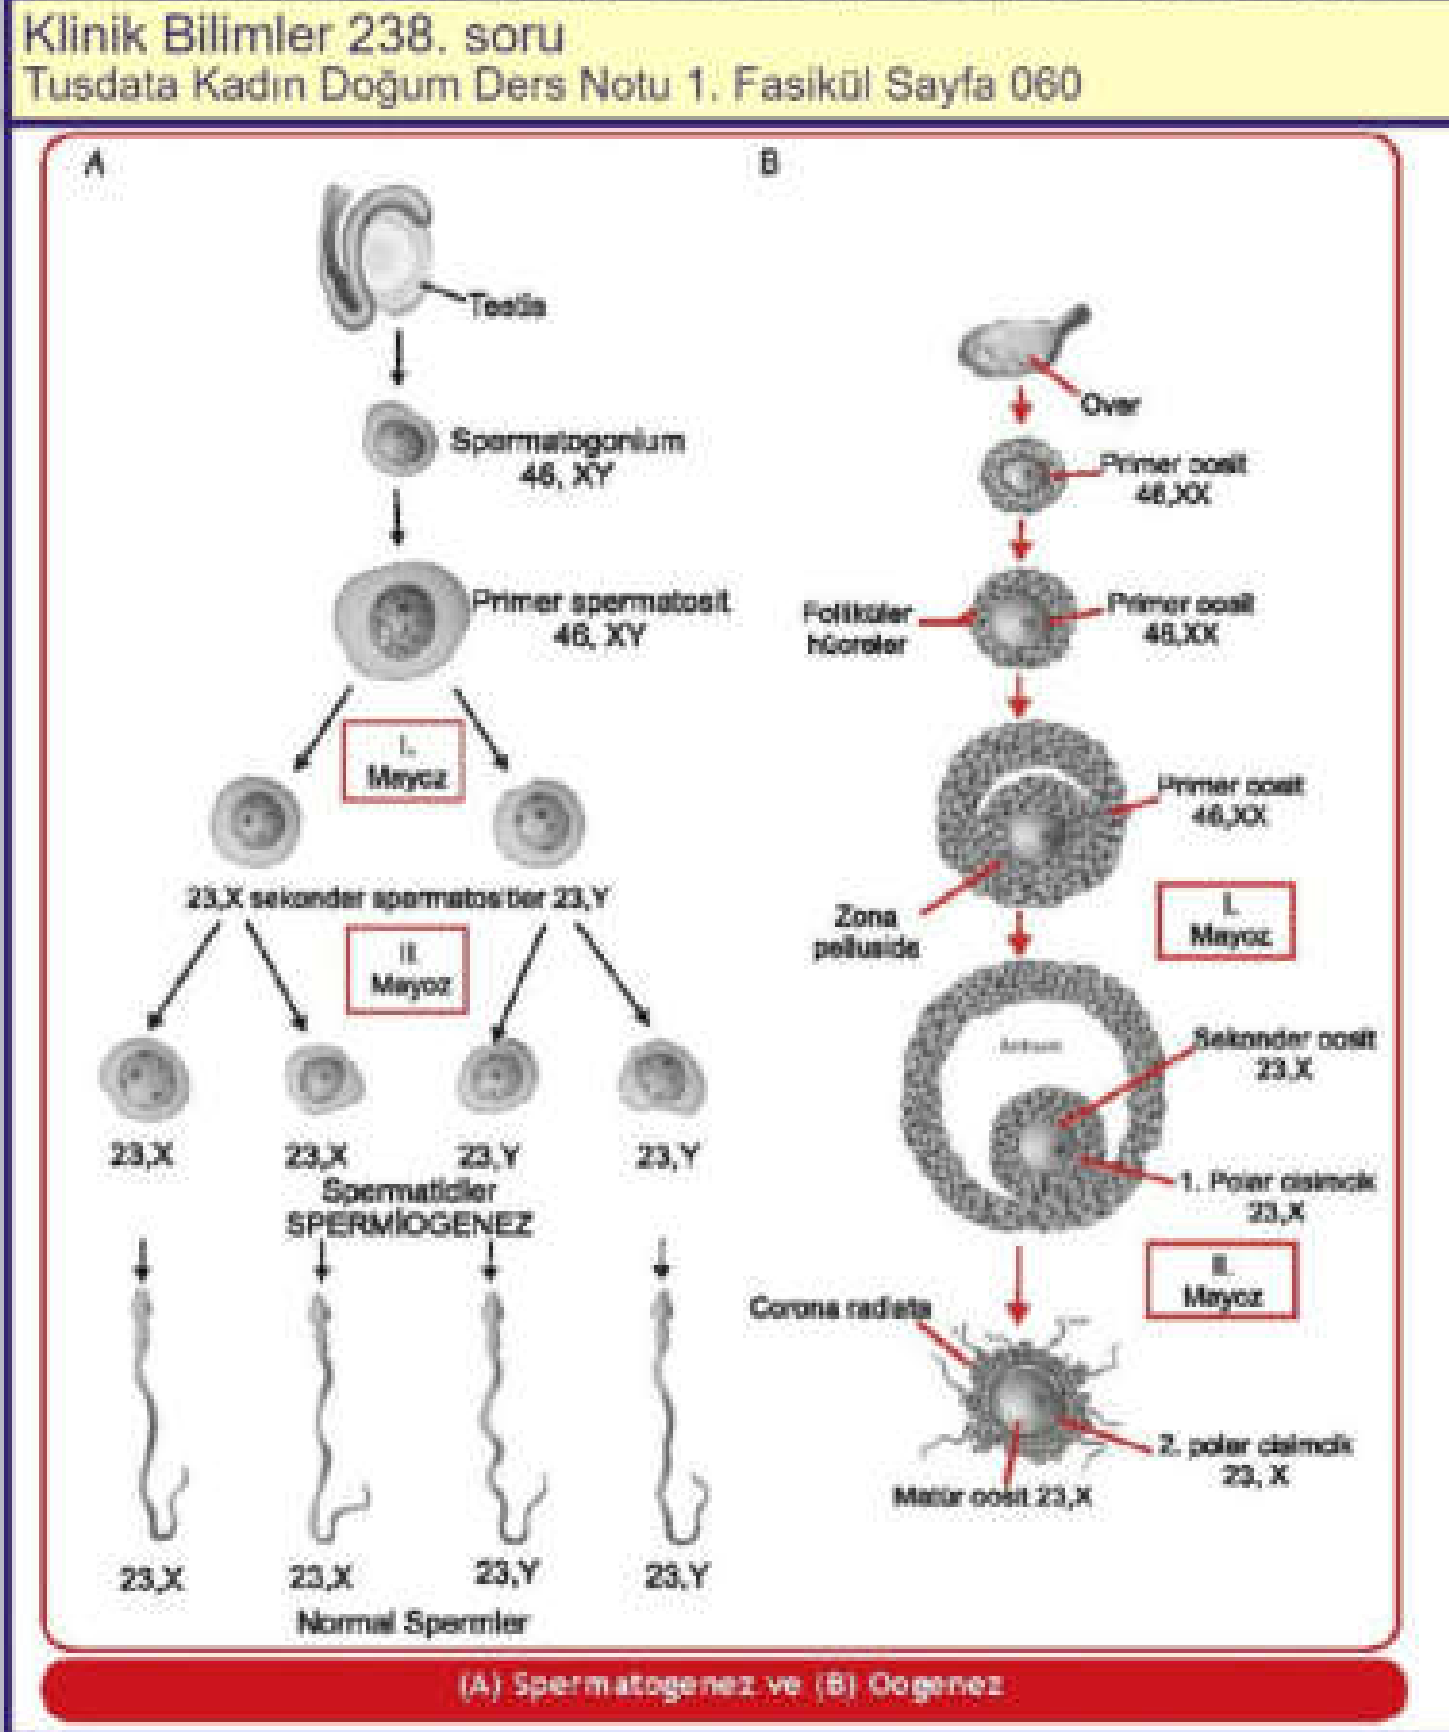 Klinik Bilimler 238. soru
Tusdata Kadın Doğum Ders Notu 1. Fasikül Sayfa 060
A
Testis
Spermatogonium
46, XY
Primer spermatosit
46, XY
I.
Mayoz
23,X sekonder spermatositler 23,Y
II.
Mayoz
23,X
23,X
23,Y
23,Y
Spermatidler
SPERMİOGENEZ
23,X
23,X
23,Y
23,Y
Normal Spermler
B
Over
Primer oosit
46,XX
Foliküler
hücreler
Primer oosit
46,XX
Primer oosit
46,XX
Zona
pelluside
I.
Mayoz
Antrum
Sekonder oosit
23,X
1. Polar cisimcik
23,X
II.
Mayoz
Corona radiata
2. polar cisimcik
23, X
Matür oosit 23,X
(A) Spermatogenez ve (B) Oogenez